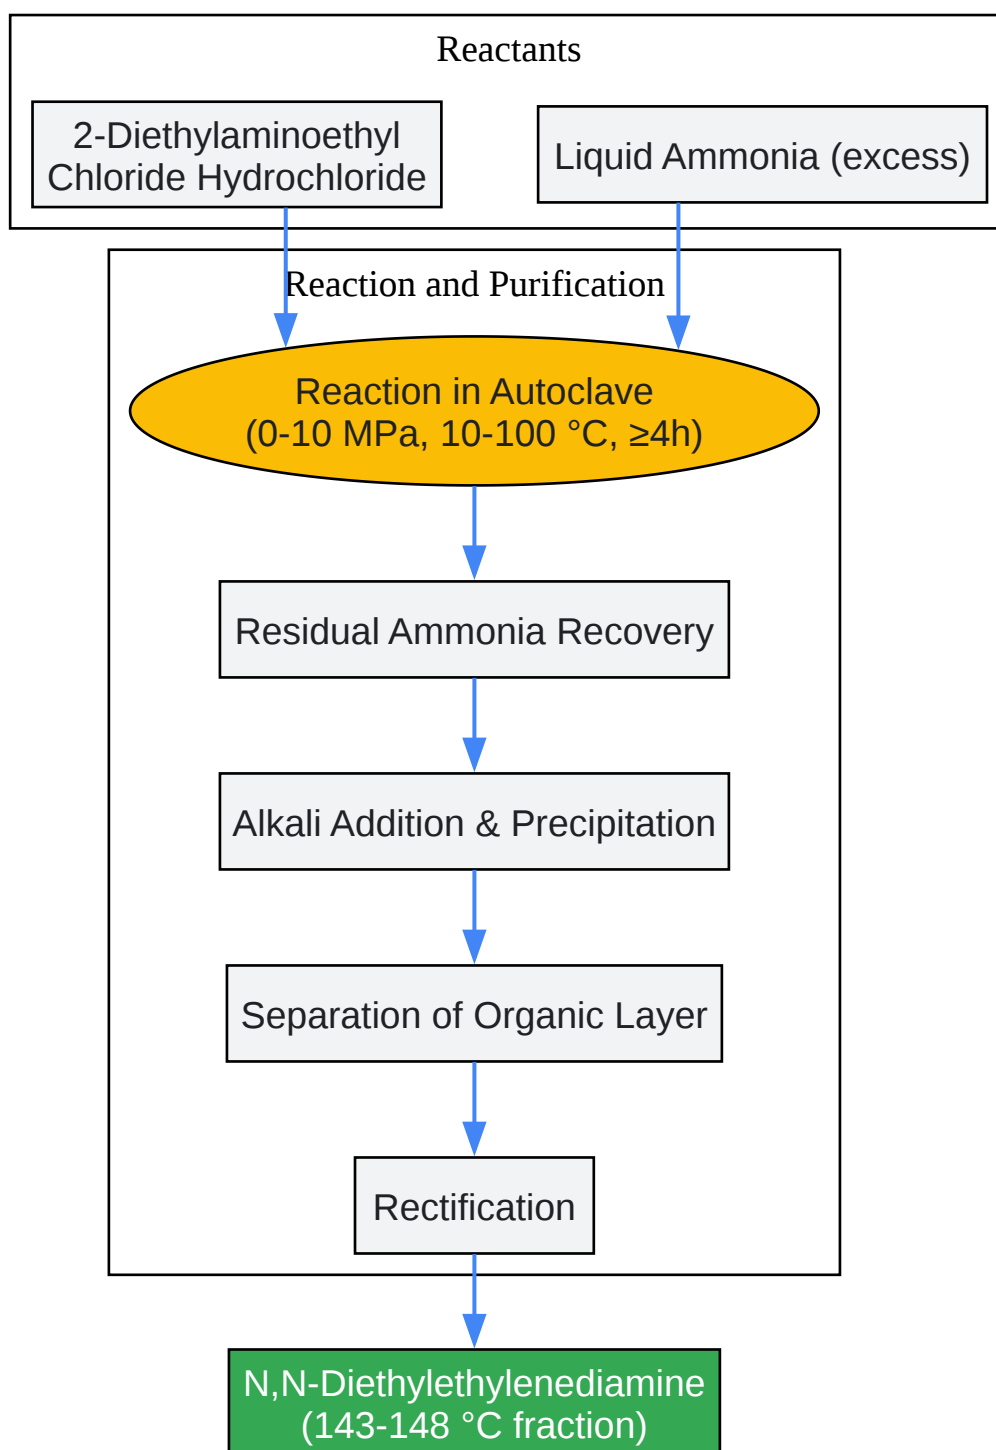 Reactants
2-Diethylaminoethyl
Chloride Hydrochloride
Liquid Ammonia (excess)
Reaction and Purification
Reaction in Autoclave
(0-10 MPa, 10-100 °C, ≥4h)
Residual Ammonia Recovery
Alkali Addition & Precipitation
Separation of Organic Layer
Rectification
N,N-Diethylethylenediamine
(143-148 °C fraction)